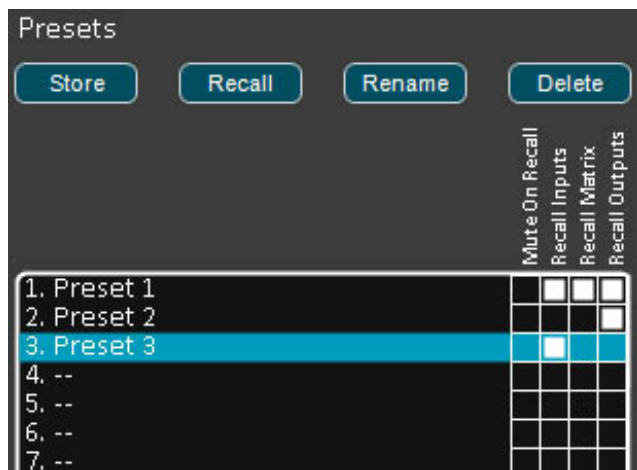 Presets
Store Recall Rename Delete
Mute On Recall
Recall Inputs
Recall Matrix
Recall Outputs
1. Preset 1
2. Preset 2
3. Preset 3
4. --
5. --
6. --
7. --